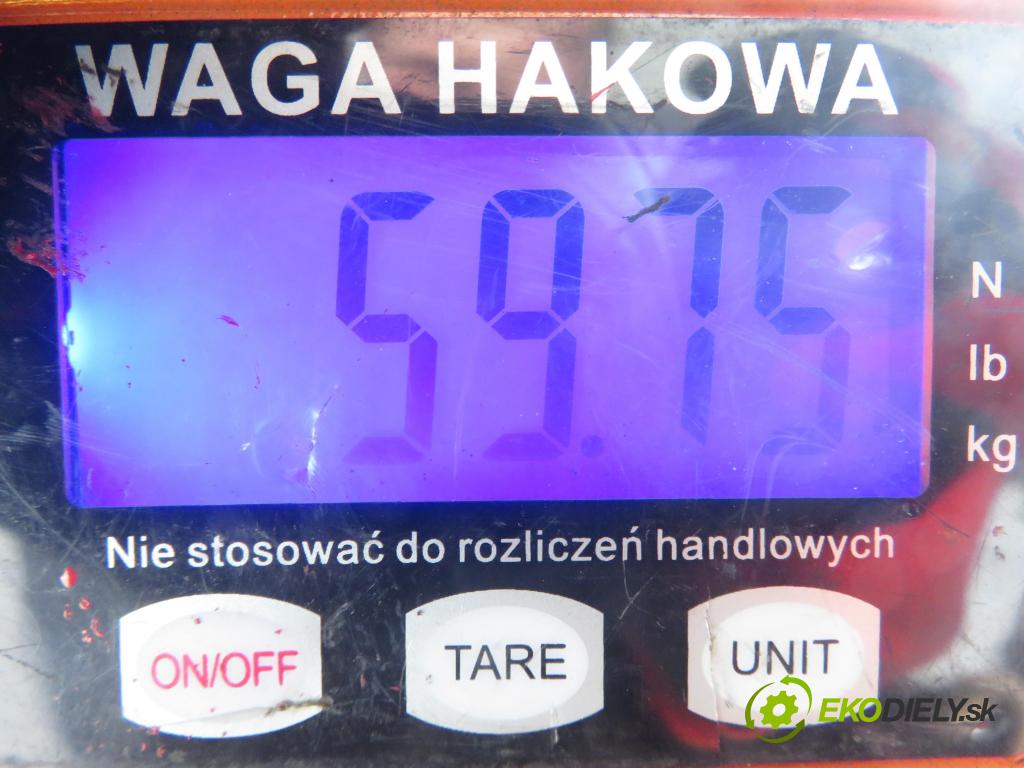 WAGA HAKOWA
59.75
N
lb
kg
Nie stosować do rozliczeń handlowych
ON/OFF TARE UNIT
EKODIELY.sk